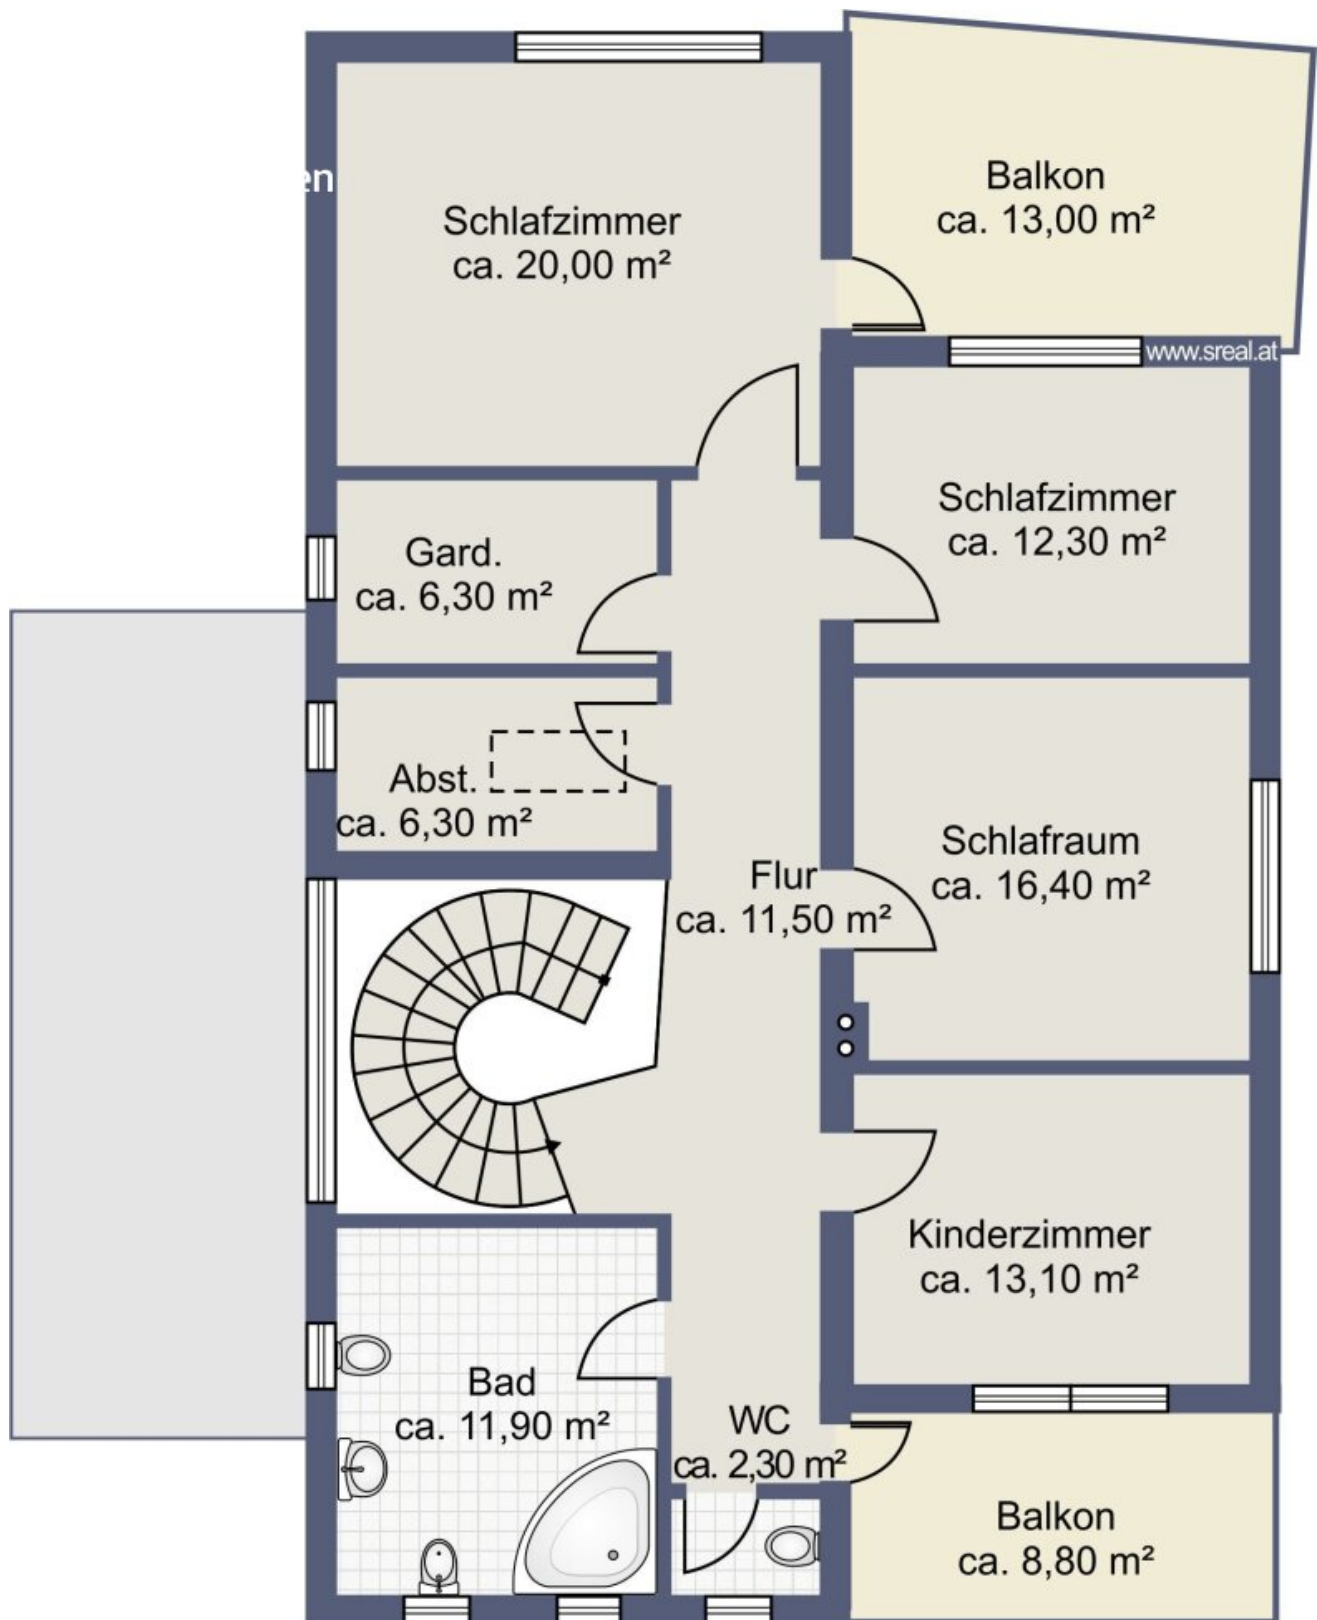 Balkon
ca. 13,00 m²
en
Schlafzimmer
ca. 20,00 m²
www.sreal.at
Schlafzimmer
ca. 12,30 m²
Gard.
ca. 6,30 m²
Abst.
ca. 6,30 m²
Schlafraum
ca. 16,40 m²
Flur
ca. 11,50 m²
Kinderzimmer
ca. 13,10 m²
Bad
ca. 11,90 m²
WC
ca. 2,30 m²
Balkon
ca. 8,80 m²